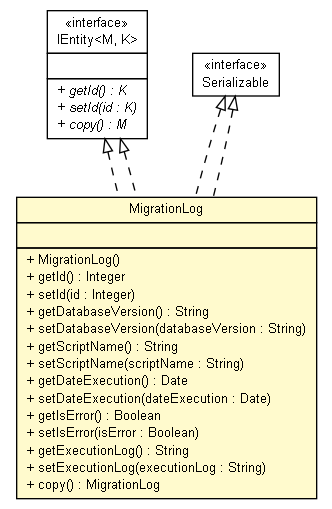 «interface»
IEntity<M, K>
+ getId() : K
+ setId(id : K)
+ copy() : M
«interface»
Serializable
MigrationLog
+ MigrationLog()
+ getId() : Integer
+ setId(id : Integer)
+ getDatabaseVersion() : String
+ setDatabaseVersion(databaseVersion : String)
+ getScriptName() : String
+ setScriptName(scriptName : String)
+ getDateExecution() : Date
+ setDateExecution(dateExecution : Date)
+ getIsError() : Boolean
+ setIsError(isError : Boolean)
+ getExecutionLog() : String
+ setExecutionLog(executionLog : String)
+ copy() : MigrationLog